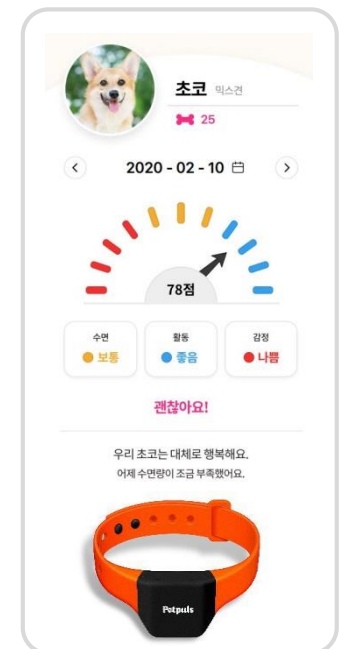 초코 믹스견
25
2020 - 02 - 10
78점
수면 활동 감정
보통 좋음 나쁨
괜찮아요!
우리 초코는 대체로 행복해요.
어제 수면량이 조금 부족했어요.
Petpuls